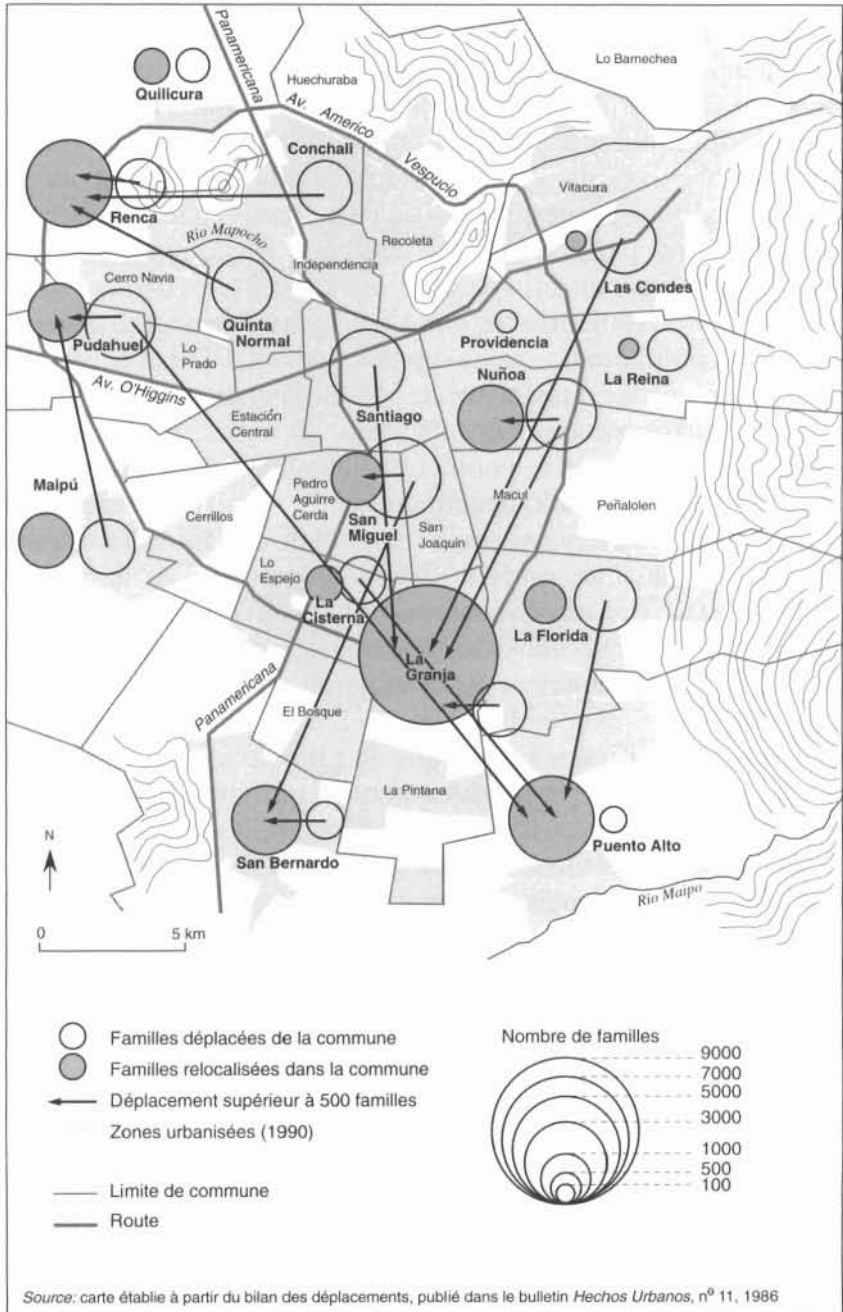 Panamericana
Lo Barnechea
Huechuraba
Quilicura
Av. Americo
Vespucio
Conchali
Vitacura
Renca
Recoleta
Rio Mapocho
Independencia
Las Condes
Cerro Navia
Quinta
Normal
Providencia
Pudahuel
Lo
Prado
La Reina
Av. O'Higgins
Nuñoa
Santiago
Estación
Central
Maipú
Pedro
Aguirre
Cerda
Macul
Peñalolen
Cerrillos
San
Miguel
San
Joaquin
Lo
Espejo
La
Cisterna
La Florida
La
Granja
Panamericana
El Bosque
La Pintana
N
San Bernardo
Puento Alto
Rio Maipo
0 5 km
Familles déplacées de la commune
Familles relocalisées dans la commune
Déplacement supérieur à 500 familles
Zones urbanisées (1990)
Limite de commune
Route
Nombre de familles
9000
7000
5000
3000
1000
500
100
Source: carte établie à partir du bilan des déplacements, publié dans le bulletin Hechos Urbanos, nº 11, 1986